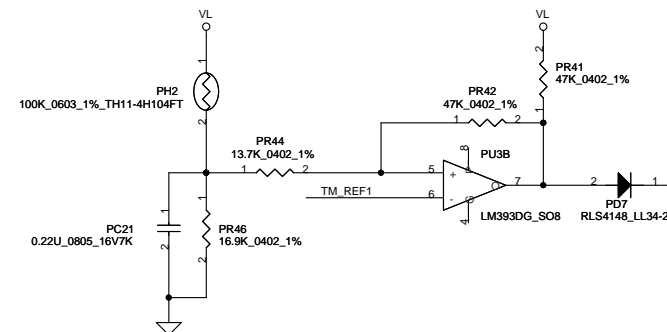 VL
1
PH2
100K_0603_1%_TH11-4H104FT
2
PR44
13.7K_0402_1%
1
2
PC21
0.22U_0805_16V7K
1
2
1
PR46
16.9K_0402_1%
2
VL
2
PR41
47K_0402_1%
1
PR42
47K_0402_1%
1
2
8
PU3B
5
+
P
O
7
TM_REF1
6
-
G
4
LM393DG_SO8
2
1
PD7
RLS4148_LL34-2